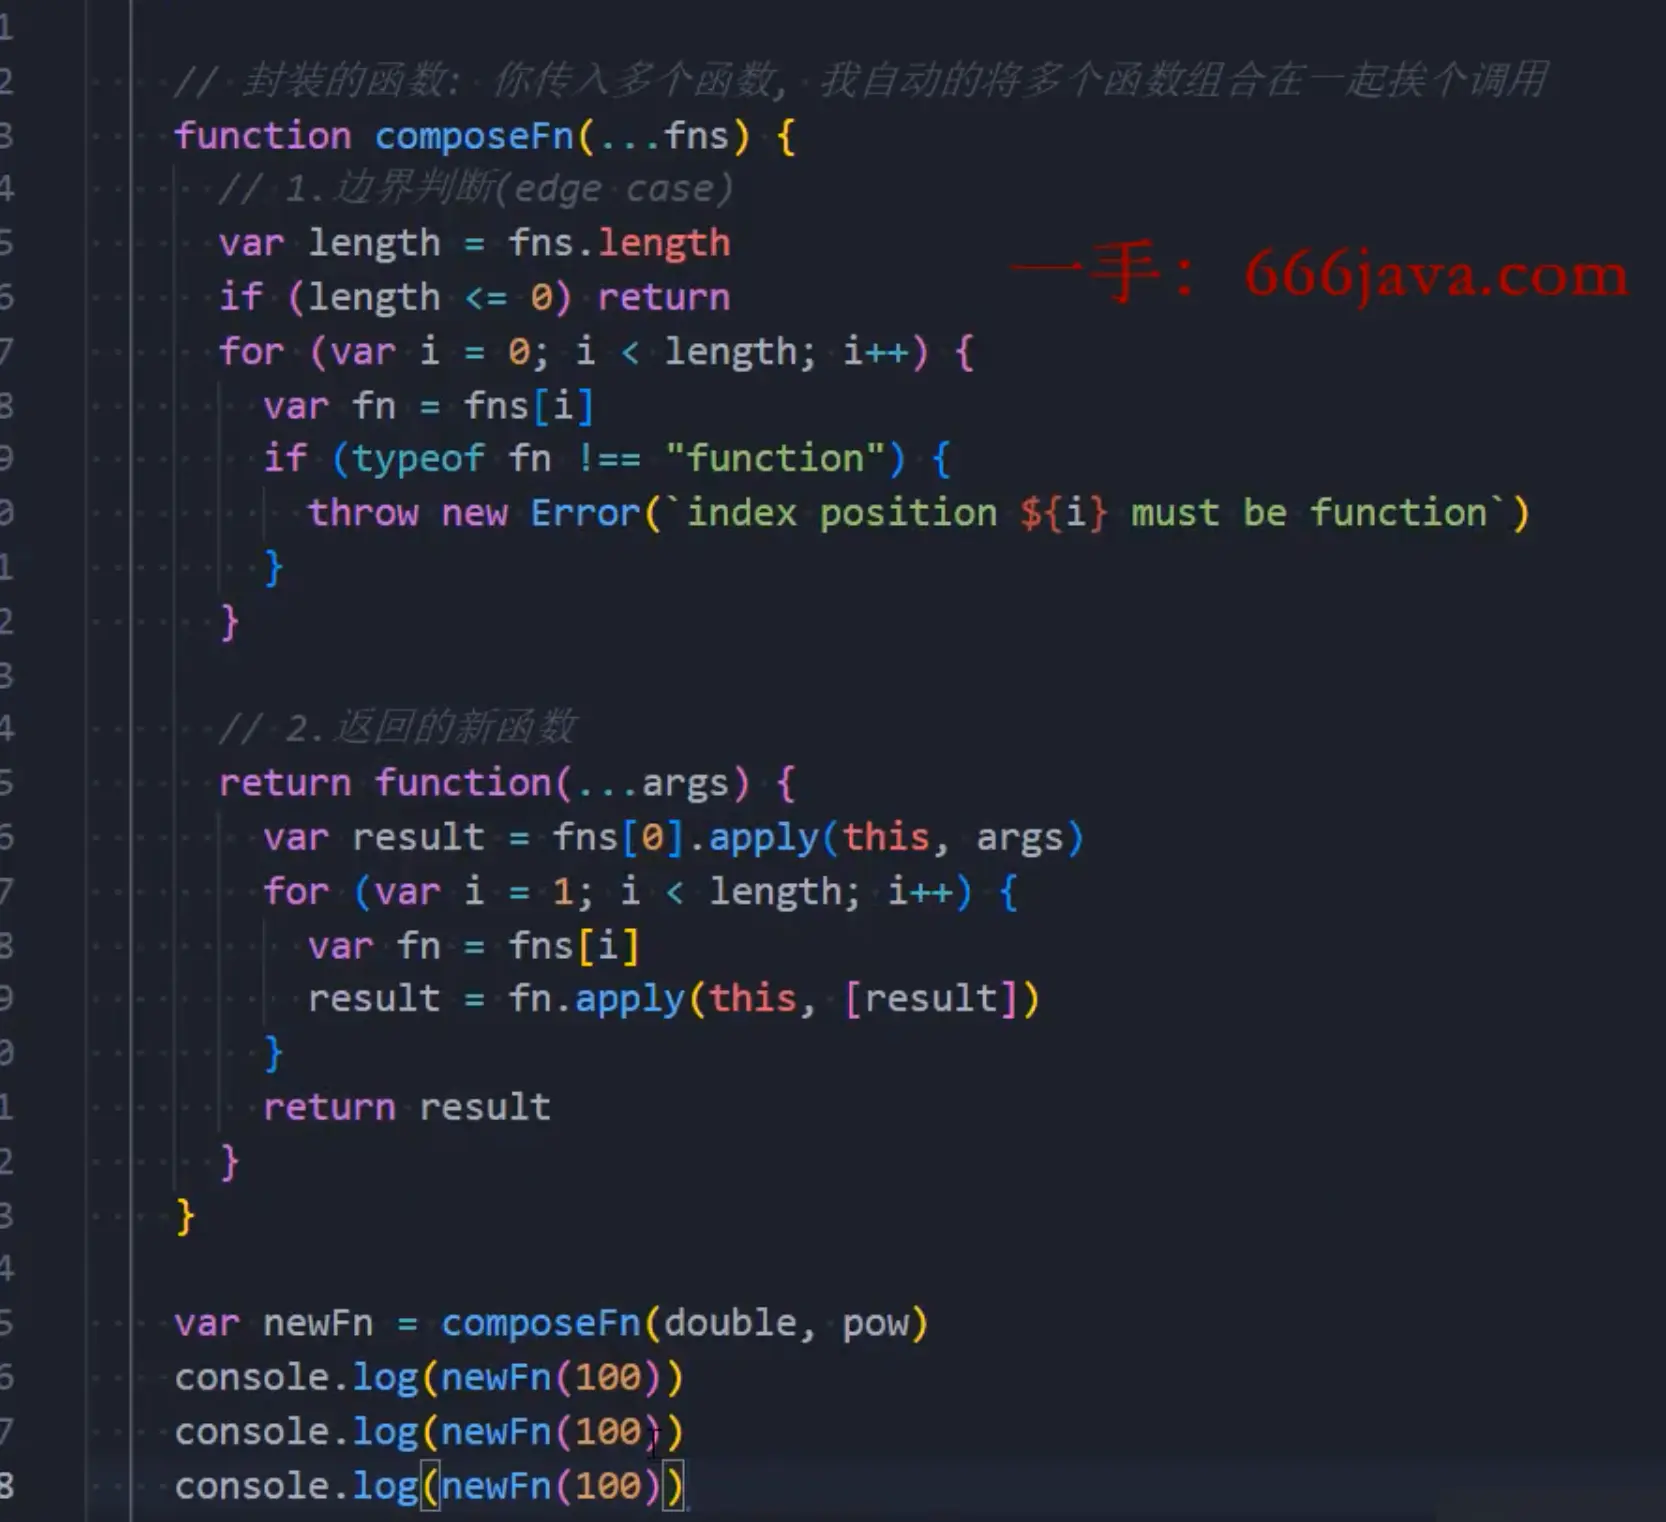 1
2 // 封装的函数: 你传入多个函数, 我自动的将多个函数组合在一起挨个调用
3 function composeFn(...fns) {
4 // 1.边界判断(edge case)
5 var length = fns.length
一手：666java.com
6 if (length <= 0) return
7 for (var i = 0; i < length; i++) {
8 var fn = fns[i]
9 if (typeof fn !== "function") {
0 throw new Error(`index position ${i} must be function`)
1 }
2 }
3
4 // 2.返回的新函数
5 return function(...args) {
6 var result = fns[0].apply(this, args)
7 for (var i = 1; i < length; i++) {
8 var fn = fns[i]
9 result = fn.apply(this, [result])
0 }
1 return result
2 }
3 }
4
5 var newFn = composeFn(double, pow)
6 console.log(newFn(100))
7 console.log(newFn(100))
8 console.log(newFn(100))